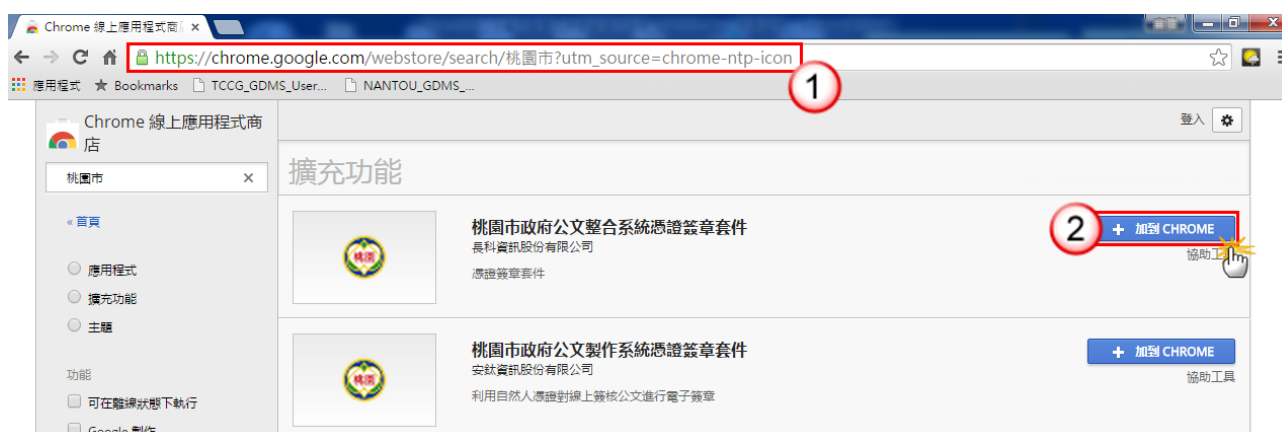 Chrome 線上應用程式商店
https://chrome.google.com/webstore/search/桃園市?utm_source=chrome-ntp-icon
1
應用程式 Bookmarks TCCG_GDMS_User... NANTOU_GDMS_...
Chrome 線上應用程式商
店
登入
桃園市
擴充功能
«首頁
應用程式
擴充功能
主題
功能
可在離線狀態下執行
Google 製作
桃園
桃園市政府公文整合系統憑證簽章套件
長科資訊股份有限公司
憑證簽章套件
2
+ 加到 CHROME
協助工
桃園
桃園市政府公文製作系統憑證簽章套件
安鈦資訊股份有限公司
利用自然人憑證對線上簽核公文進行電子簽章
+ 加到 CHROME
協助工具